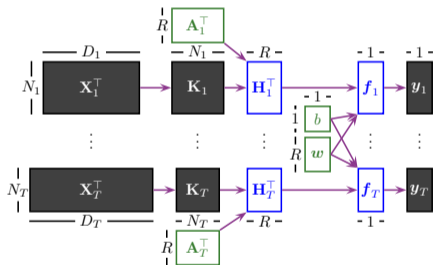 R A₁^⊤
D₁ N₁ R 1 1
N₁ X₁^⊤ K₁ H₁^⊤ f₁ y₁
1
1 b
⋮ ⋮ ⋮ ⋮ ⋮
R w
N_T X_T^⊤ K_T H_T^⊤ f_T y_T
D_T N_T R 1
R A_T^⊤